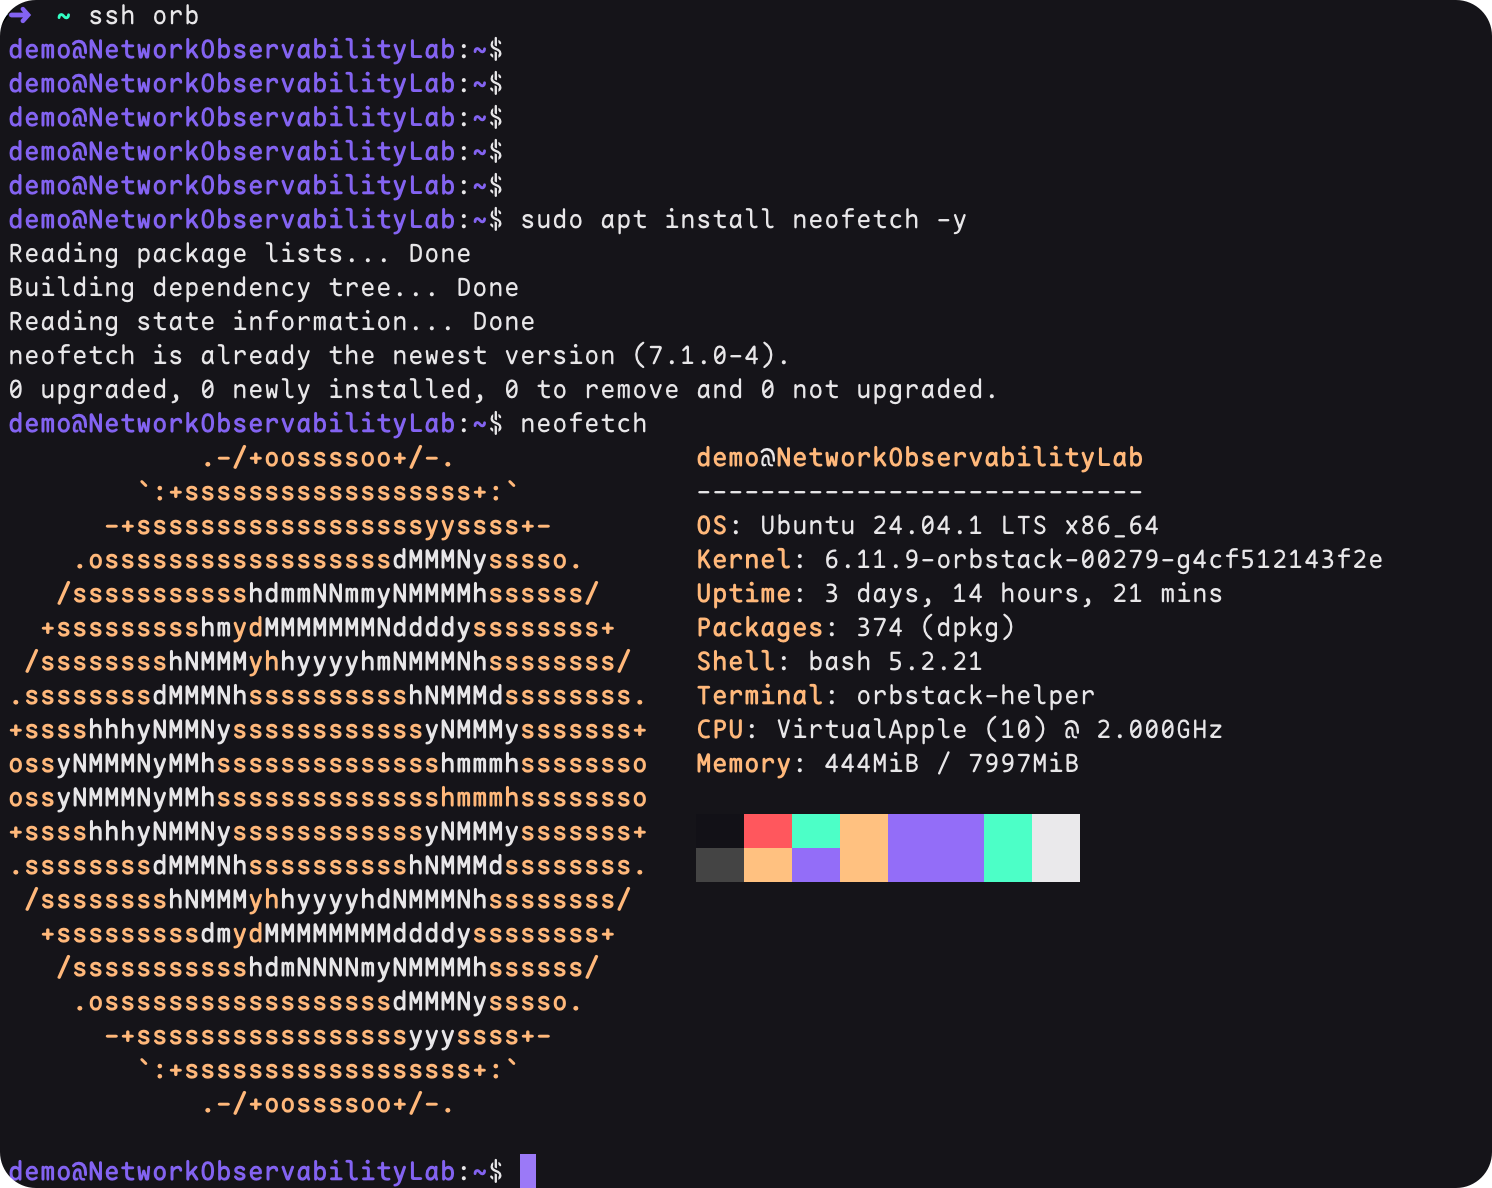 ➜  ~ ssh orb
demo@NetworkObservabilityLab:~$
demo@NetworkObservabilityLab:~$
demo@NetworkObservabilityLab:~$
demo@NetworkObservabilityLab:~$
demo@NetworkObservabilityLab:~$
demo@NetworkObservabilityLab:~$ sudo apt install neofetch -y
Reading package lists... Done
Building dependency tree... Done
Reading state information... Done
neofetch is already the newest version (7.1.0-4).
0 upgraded, 0 newly installed, 0 to remove and 0 not upgraded.
demo@NetworkObservabilityLab:~$ neofetch
            .-/+oossssoo+/-.               demo@NetworkObservabilityLab
        `:+ssssssssssssssssss+:`           ----------------------------
      -+ssssssssssssssssssyyssss+-         OS: Ubuntu 24.04.1 LTS x86_64
    .ossssssssssssssssssdMMMNysssso.       Kernel: 6.11.9-orbstack-00279-g4cf512143f2e
   /ssssssssssshdmmNNmmyNMMMMhssssss/      Uptime: 3 days, 14 hours, 21 mins
  +ssssssssshmydMMMMMMMNddddyssssssss+     Packages: 374 (dpkg)
 /sssssssshNMMMyhhyyyyhmNMMMNhssssssss/    Shell: bash 5.2.21
.ssssssssdMMMNhsssssssssshNMMMdssssssss.   Terminal: orbstack-helper
+sssshhhyNMMNyssssssssssssyNMMMysssssss+   CPU: VirtualApple (10) @ 2.000GHz
ossyNMMMNyMMhsssssssssssssshmmmhssssssso   Memory: 444MiB / 7997MiB
ossyNMMMNyMMhsssssssssssssshmmmhssssssso
+sssshhhyNMMNyssssssssssssyNMMMysssssss+
.ssssssssdMMMNhsssssssssshNMMMdssssssss.
 /sssssssshNMMMyhhyyyyhdNMMMNhssssssss/
  +sssssssssdmydMMMMMMMMddddyssssssss+
   /ssssssssssshdmNNNNmyNMMMMhssssss/
    .ossssssssssssssssssdMMMNysssso.
      -+sssssssssssssssssyyyssss+-
        `:+ssssssssssssssssss+:`
            .-/+oossssoo+/-.
demo@NetworkObservabilityLab:~$